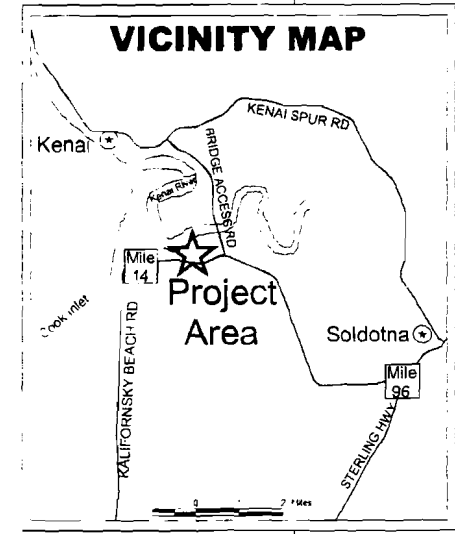 VICINITY MAP
KENAI SPUR RD
Kenai
BRIDGE ACCESS RD
Kenai River
Mile
14
Project
Area
Cook Inlet
KALIFORNSKY BEACH RD
Soldotna
Mile
96
STERLING HWY
0 2 Miles